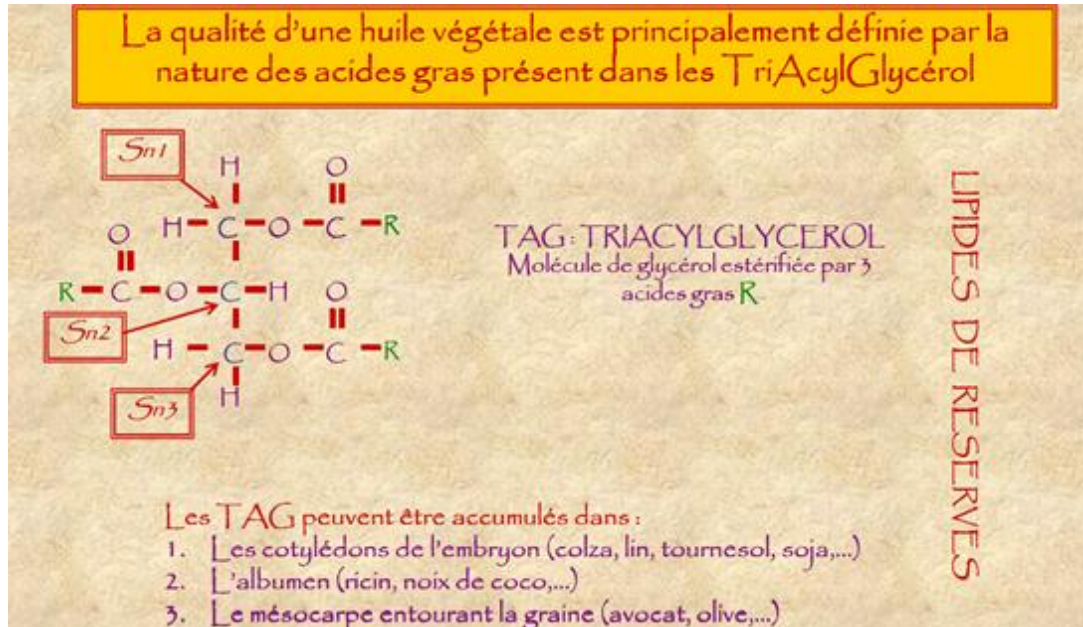 La qualité d'une huile végétale est principalement définie par la
nature des acides gras présent dans les TriAcylGlycérol
Sn1
H O
H C O C R
O
R C O C H O
Sn2
H C O C R
Sn3
H
TAG : TRIACYLGLYCEROL
Molécule de glycérol estérifiée par 3
acides gras R
LIPIDES DE RESERVES
Les TAG peuvent être accumulés dans :
1. Les cotylédons de l'embryon (colza, lin, tournesol, soja,...)
2. L'albumen (ricin, noix de coco,...)
3. Le mésocarpe entourant la graine (avocat, olive,...)